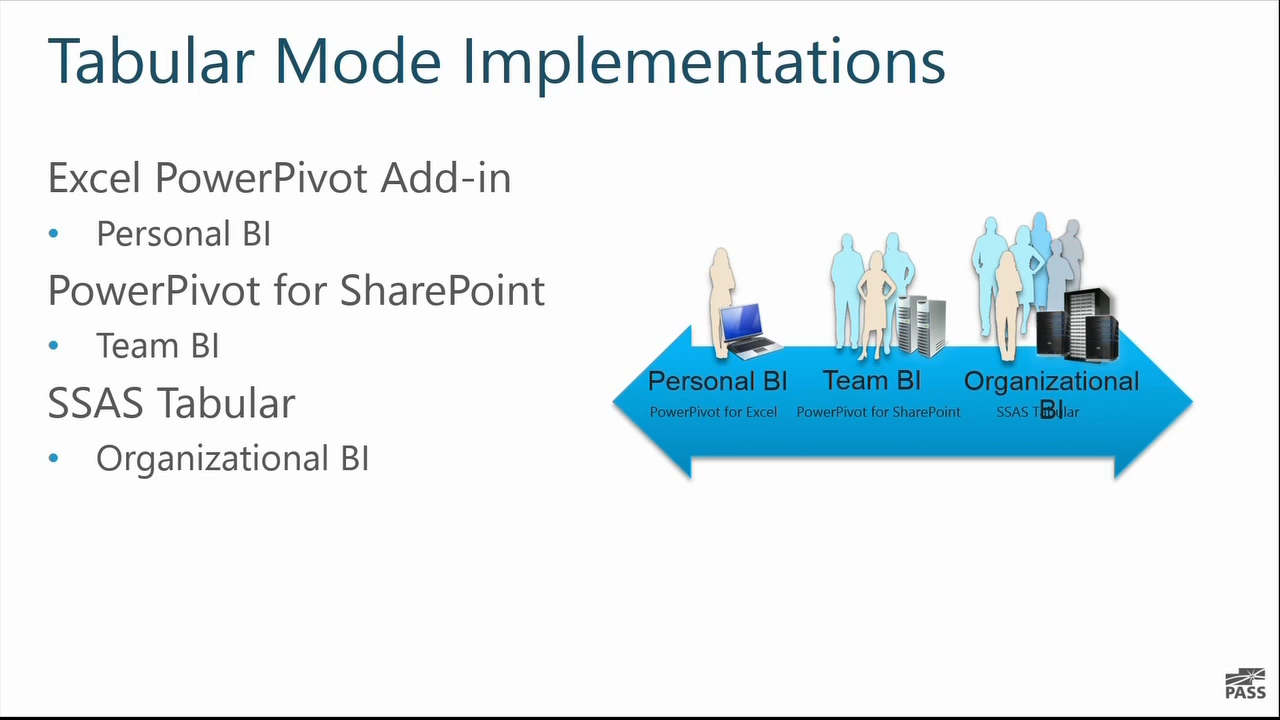 Tabular Mode Implementations
Excel PowerPivot Add-in
• Personal BI
PowerPivot for SharePoint
• Team BI
SSAS Tabular
• Organizational BI
Personal BI
PowerPivot for Excel
Team BI
PowerPivot for SharePoint
Organizational
BI
SSAS Tabular
PASS